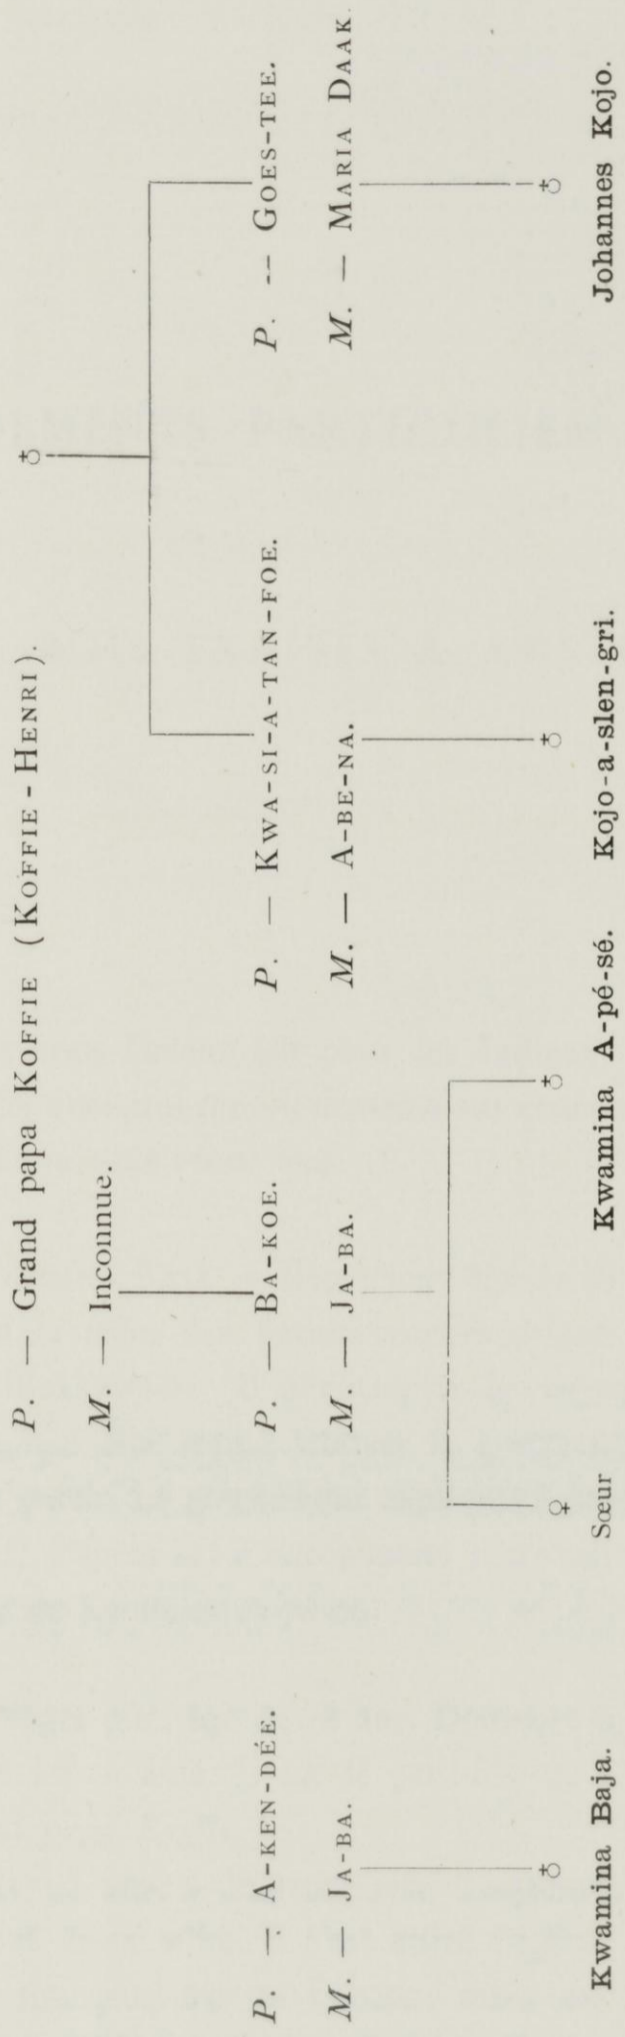 P. — Grand papa KOFFIE (KOFFIE-HENRI).
M. — Inconnue.
P. — A-KEN-DÉE.
M. — JA-BA.
P. — BA-KOE.
M. — JA-BA.
P. — KWA-SI-A-TAN-FOE.
M. — A-BE-NA.
P. — GOES-TEE.
M. — MARIA DAAK.
Kwamina Baja.
Sœur
Kwamina A-pé-sé.
Kojo-a-slen-gri.
Johannes Kojo.